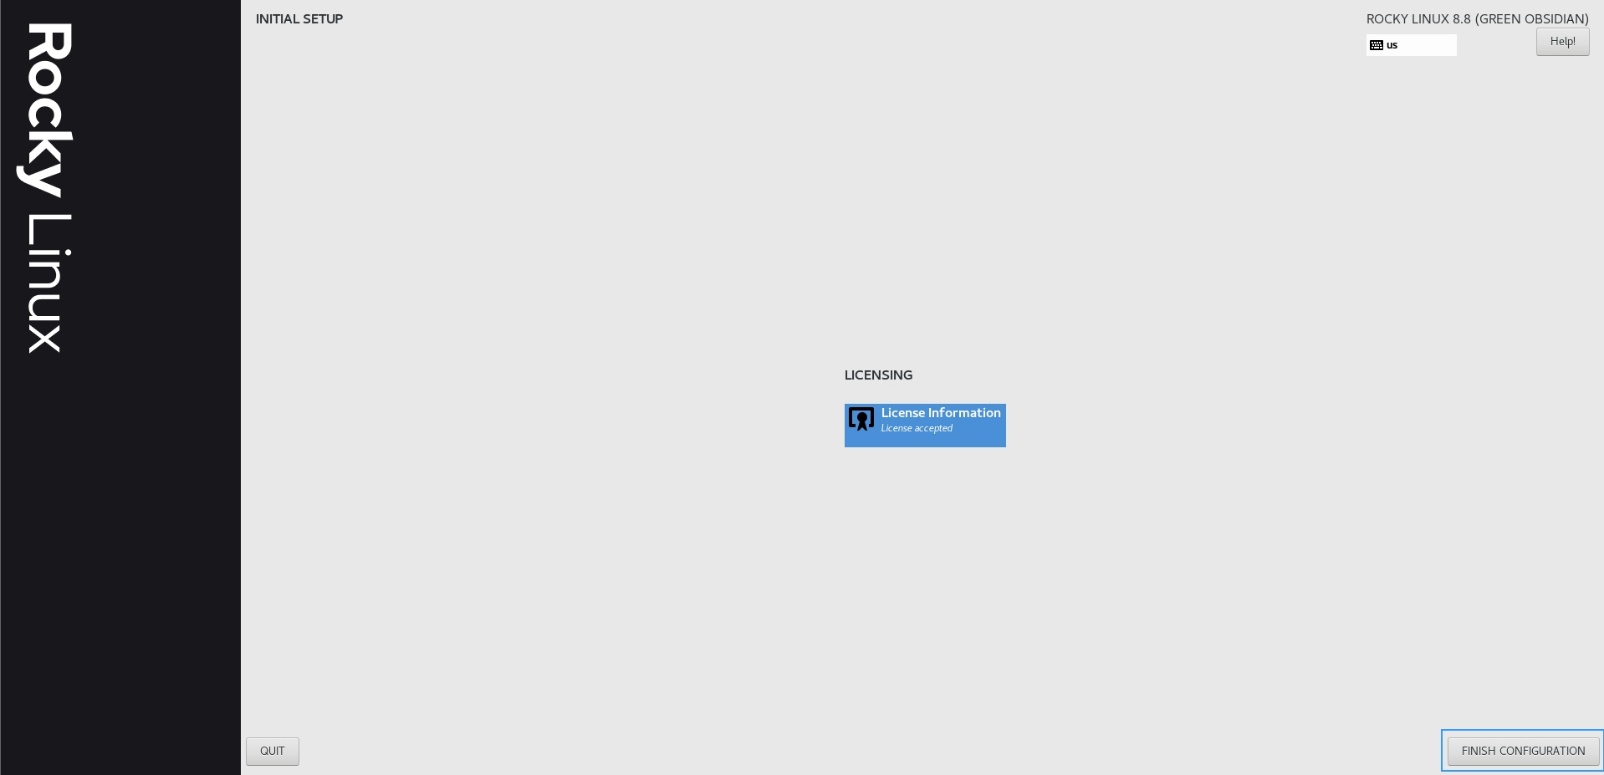 Rocky Linux
INITIAL SETUP
ROCKY LINUX 8.8 (GREEN OBSIDIAN)
us
Help!
LICENSING
License Information
License accepted
QUIT
FINISH CONFIGURATION